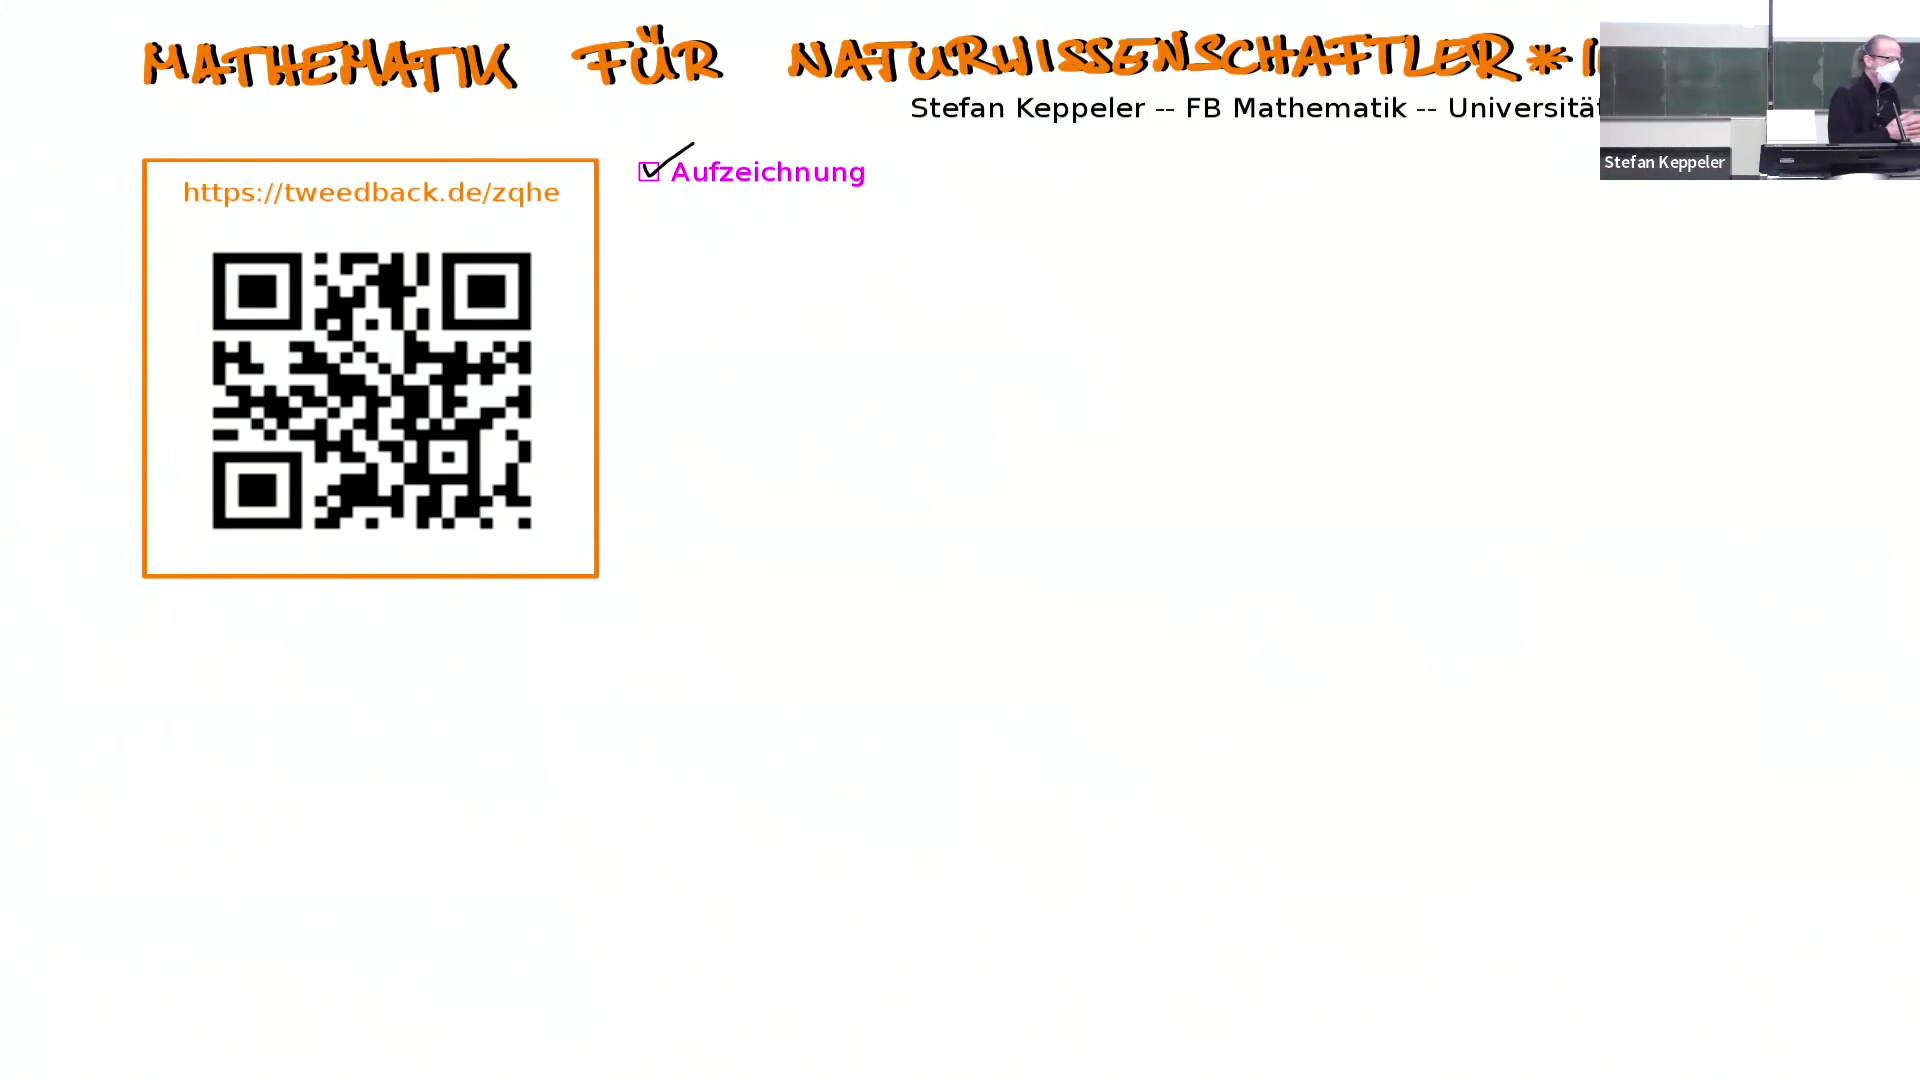 MATHEMATIK FÜR NATURWISSENSCHAFTLER*I
Stefan Keppeler -- FB Mathematik -- Universität
https://tweedback.de/zqhe
Aufzeichnung
Stefan Keppeler